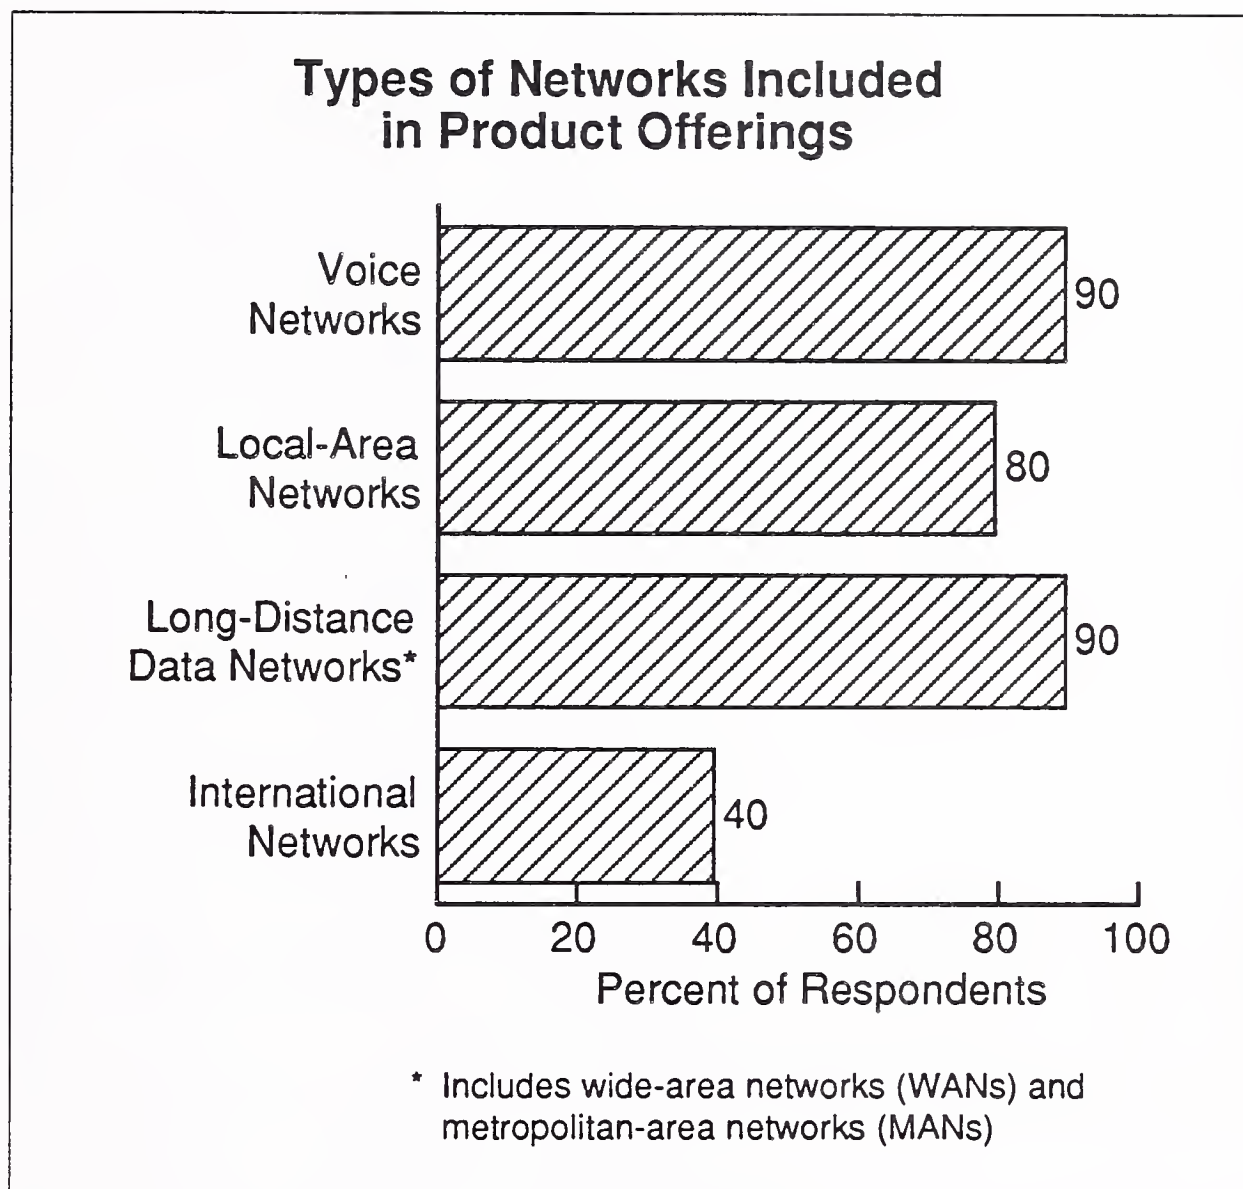 Types of Networks Included
in Product Offerings
Voice
Networks
90
Local-Area
Networks
80
Long-Distance
Data Networks*
90
International
Networks
40
0 20 40 60 80 100
Percent of Respondents
* Includes wide-area networks (WANs) and
metropolitan-area networks (MANs)